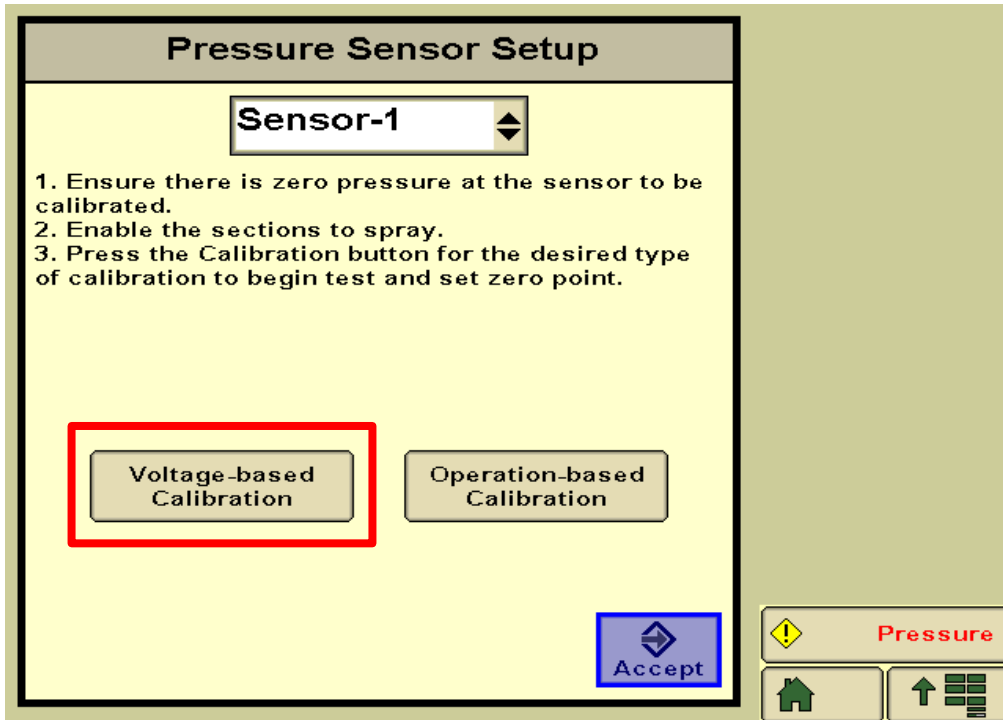 Pressure Sensor Setup
Sensor-1
1. Ensure there is zero pressure at the sensor to be
calibrated.
2. Enable the sections to spray.
3. Press the Calibration button for the desired type
of calibration to begin test and set zero point.
Voltage-based
Calibration
Operation-based
Calibration
Accept
Pressure